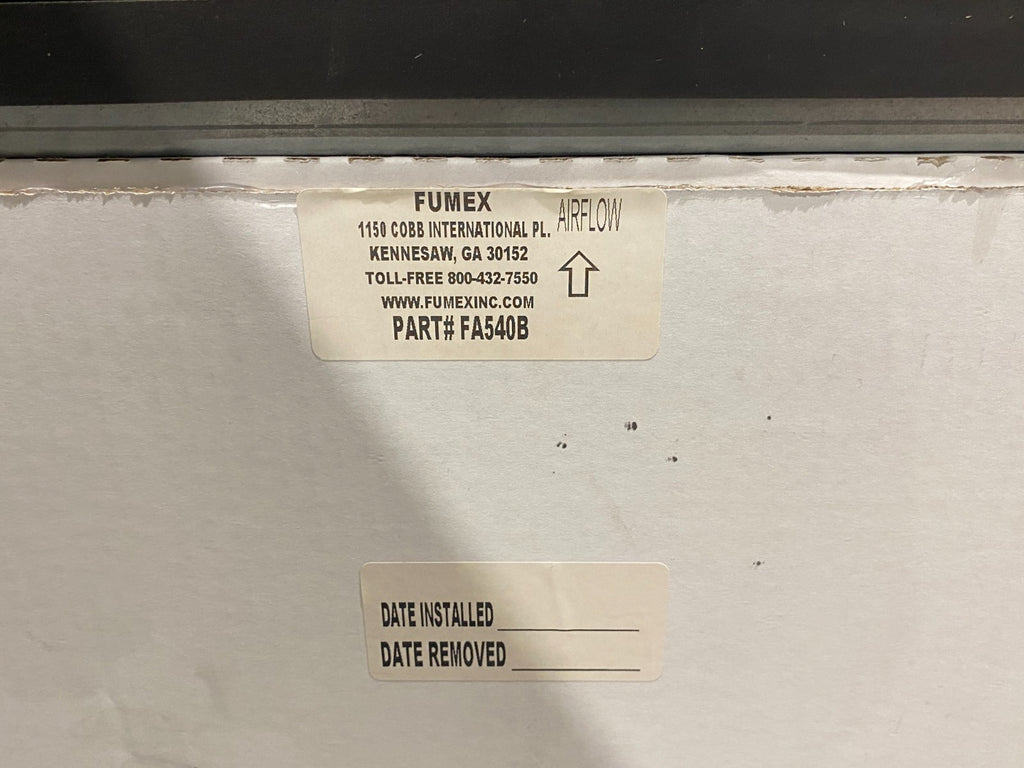 FUMEX
1150 COBB INTERNATIONAL PL.
KENNESAW, GA 30152
TOLL-FREE 800-432-7550
WWW.FUMEXINC.COM
PART# FA540B
AIRFLOW
DATE INSTALLED
DATE REMOVED